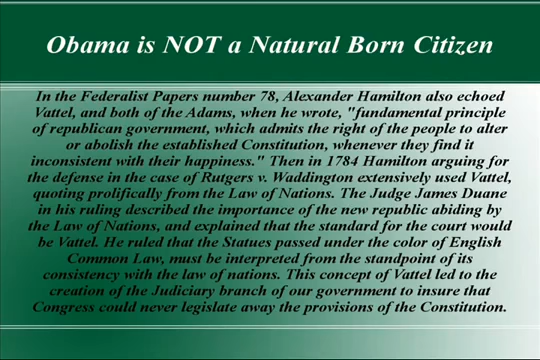 Obama is NOT a Natural Born Citizen
In the Federalist Papers number 78, Alexander Hamilton also echoed
Vattel, and both of the Adams, when he wrote, "fundamental principle
of republican government, which admits the right of the people to alter
or abolish the established Constitution, whenever they find it
inconsistent with their happiness." Then in 1784 Hamilton arguing for
the defense in the case of Rutgers v. Waddington extensively used Vattel,
quoting prolifically from the Law of Nations. The Judge James Duane
in his ruling described the importance of the new republic abiding by
the Law of Nations, and explained that the standard for the court would
be Vattel. He ruled that the Statues passed under the color of English
Common Law, must be interpreted from the standpoint of its
consistency with the law of nations. This concept of Vattel led to the
creation of the Judiciary branch of our government to insure that
Congress could never legislate away the provisions of the Constitution.